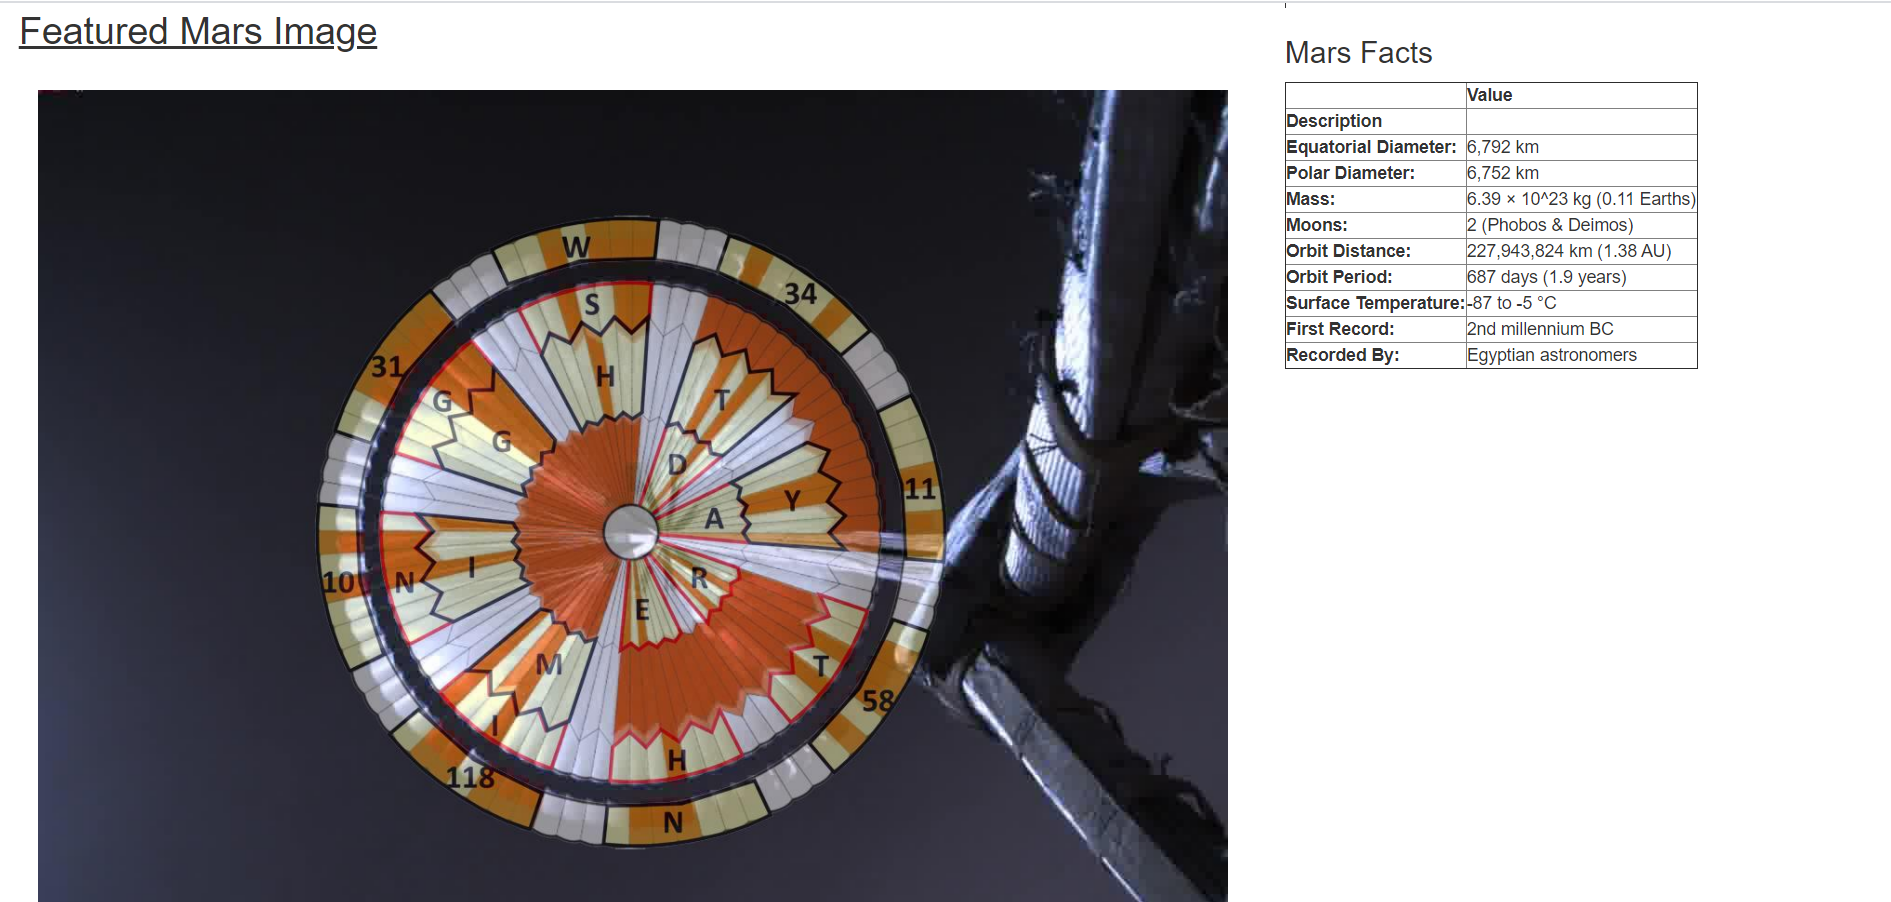 Featured Mars Image
Mars Facts
Value
Description
Equatorial Diameter: 6,792 km
Polar Diameter: 6,752 km
Mass: 6.39 × 10^23 kg (0.11 Earths)
Moons: 2 (Phobos & Deimos)
Orbit Distance: 227,943,824 km (1.38 AU)
Orbit Period: 687 days (1.9 years)
Surface Temperature: -87 to -5 °C
First Record: 2nd millennium BC
Recorded By: Egyptian astronomers
W
34
11
58
N
118
10
31
S
H
T
Y
T
H
I
M
N
I
G
G
D
A
R
E